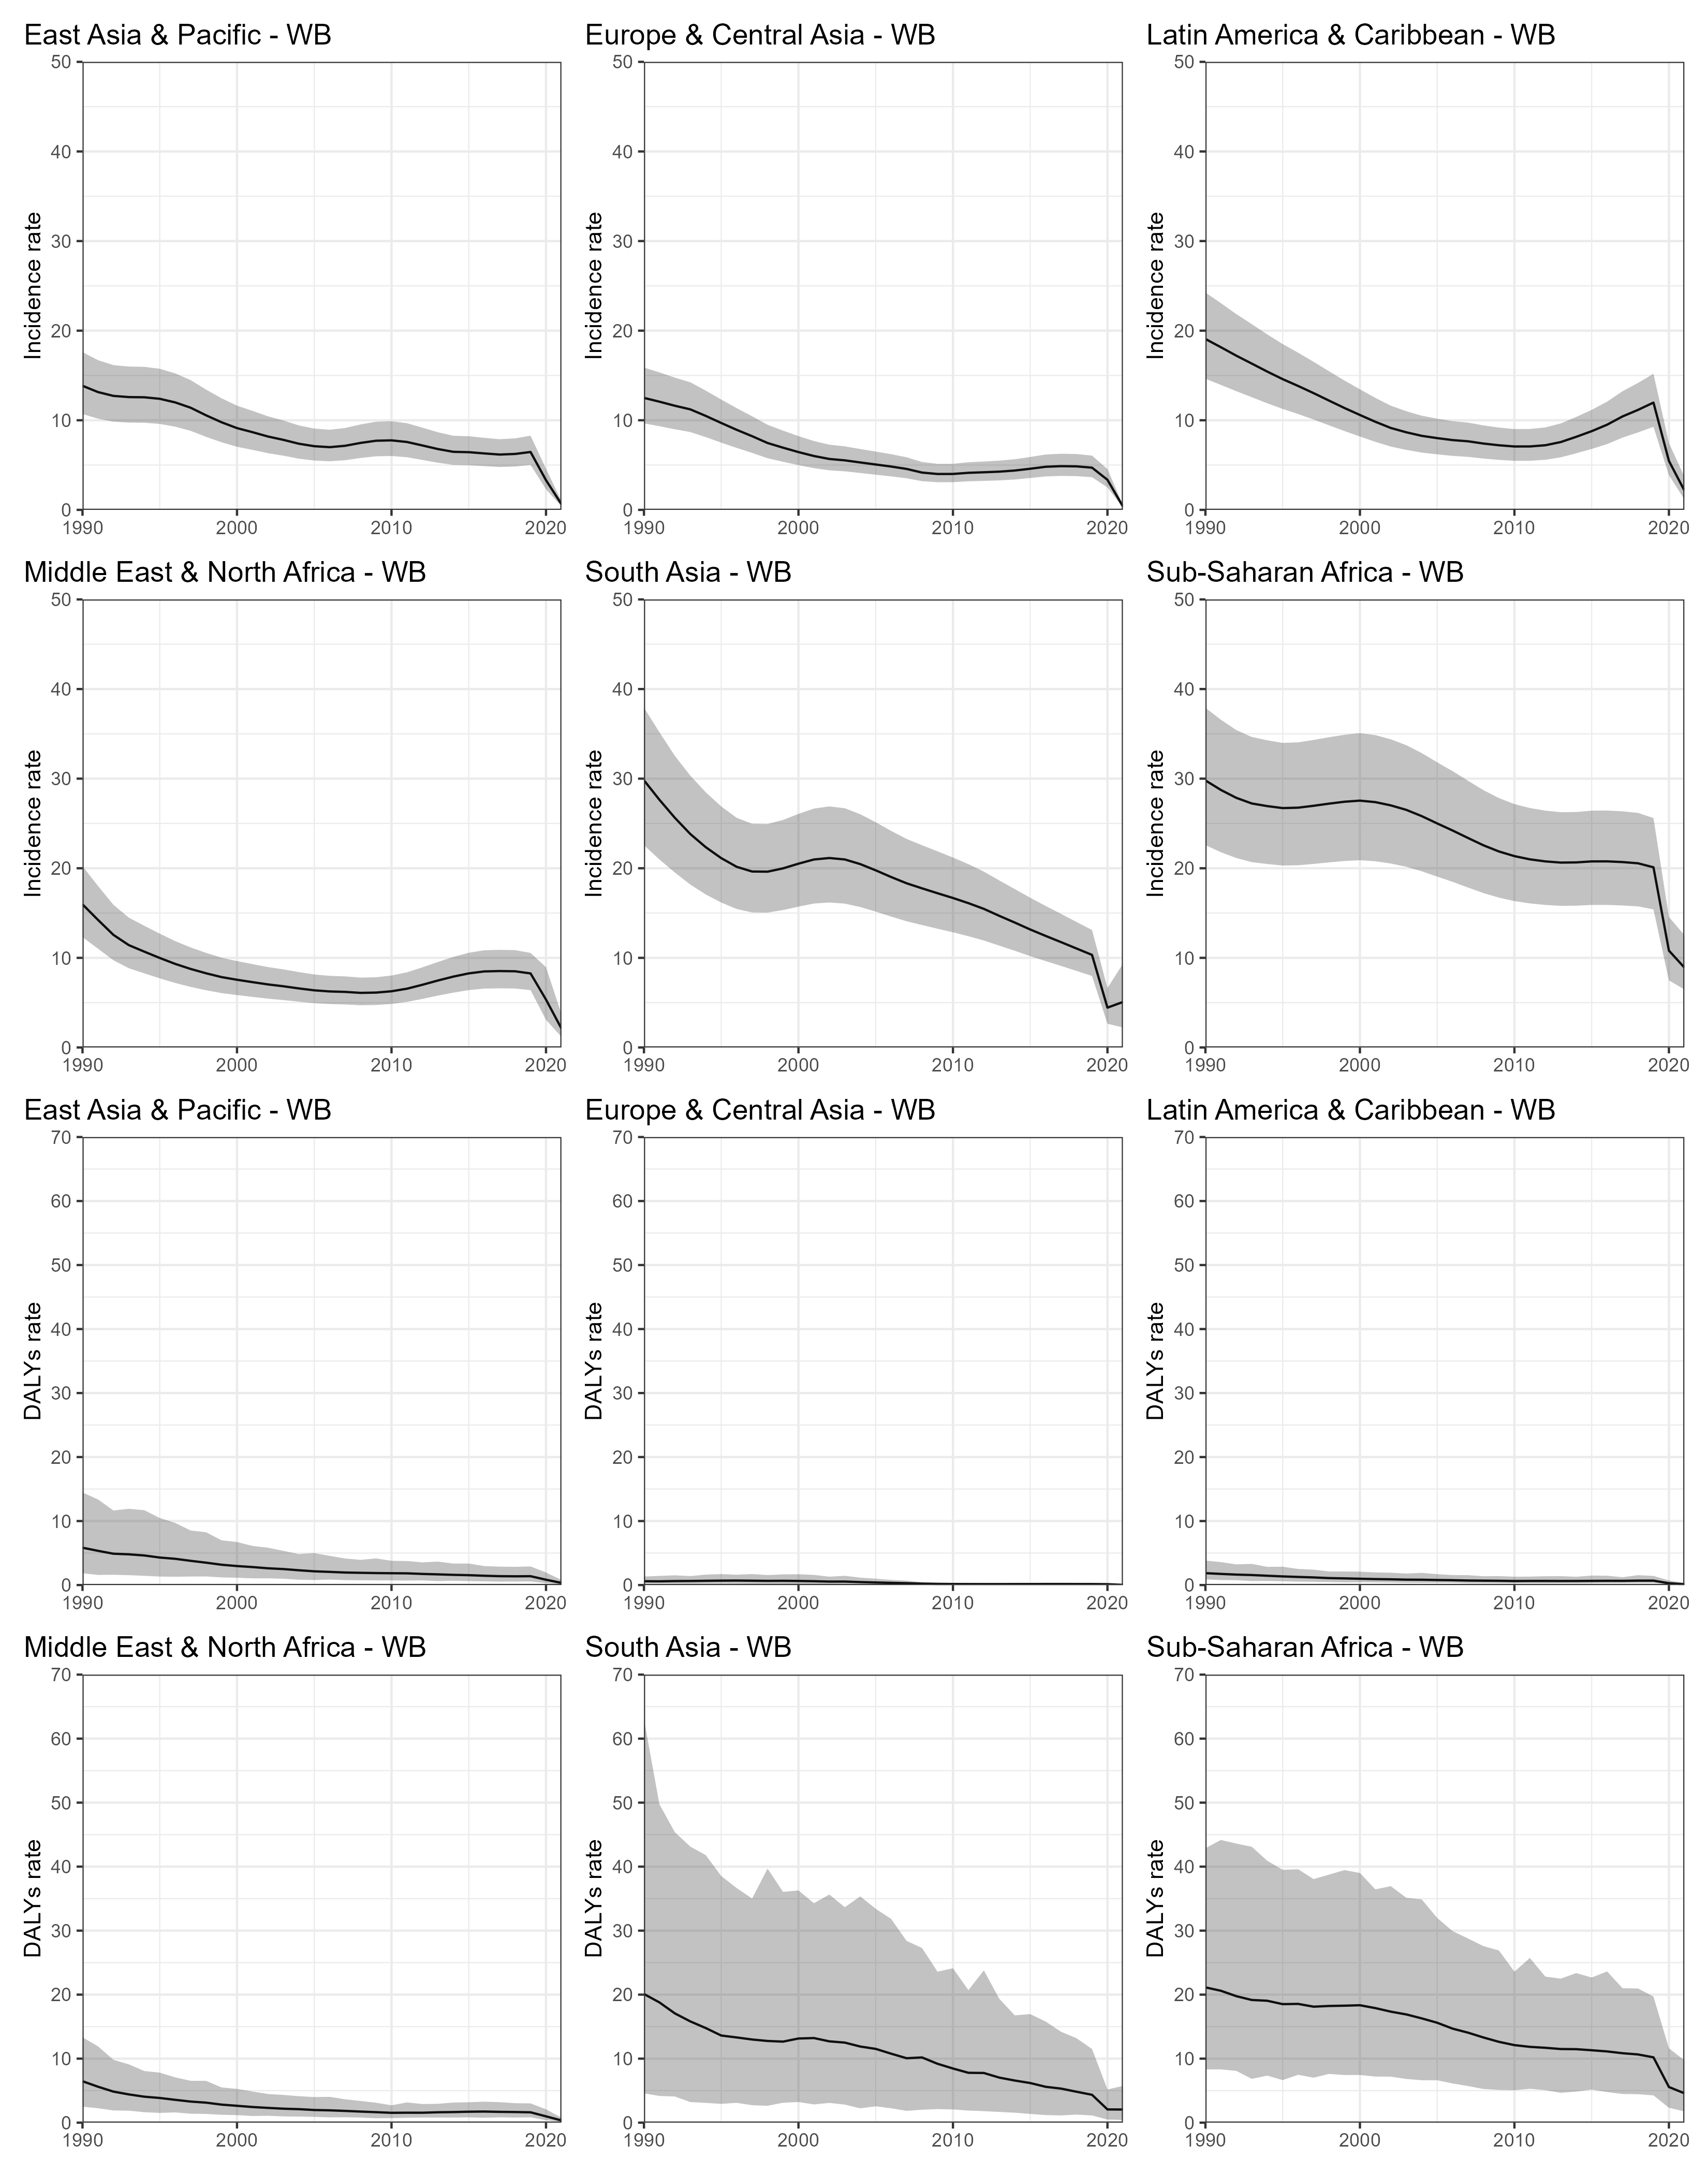 East Asia & Pacific - WB
Europe & Central Asia - WB
Latin America & Caribbean - WB
50
40
30
20
10
0
Incidence rate
1990 2000 2010 2020
50
40
30
20
10
0
Incidence rate
1990 2000 2010 2020
50
40
30
20
10
0
Incidence rate
1990 2000 2010 2020
Middle East & North Africa - WB
South Asia - WB
Sub-Saharan Africa - WB
50
40
30
20
10
0
Incidence rate
1990 2000 2010 2020
50
40
30
20
10
0
Incidence rate
1990 2000 2010 2020
50
40
30
20
10
0
Incidence rate
1990 2000 2010 2020
East Asia & Pacific - WB
Europe & Central Asia - WB
Latin America & Caribbean - WB
70
60
50
40
30
20
10
0
DALYs rate
1990 2000 2010 2020
70
60
50
40
30
20
10
0
DALYs rate
1990 2000 2010 2020
70
60
50
40
30
20
10
0
DALYs rate
1990 2000 2010 2020
Middle East & North Africa - WB
South Asia - WB
Sub-Saharan Africa - WB
70
60
50
40
30
20
10
0
DALYs rate
1990 2000 2010 2020
70
60
50
40
30
20
10
0
DALYs rate
1990 2000 2010 2020
70
60
50
40
30
20
10
0
DALYs rate
1990 2000 2010 2020